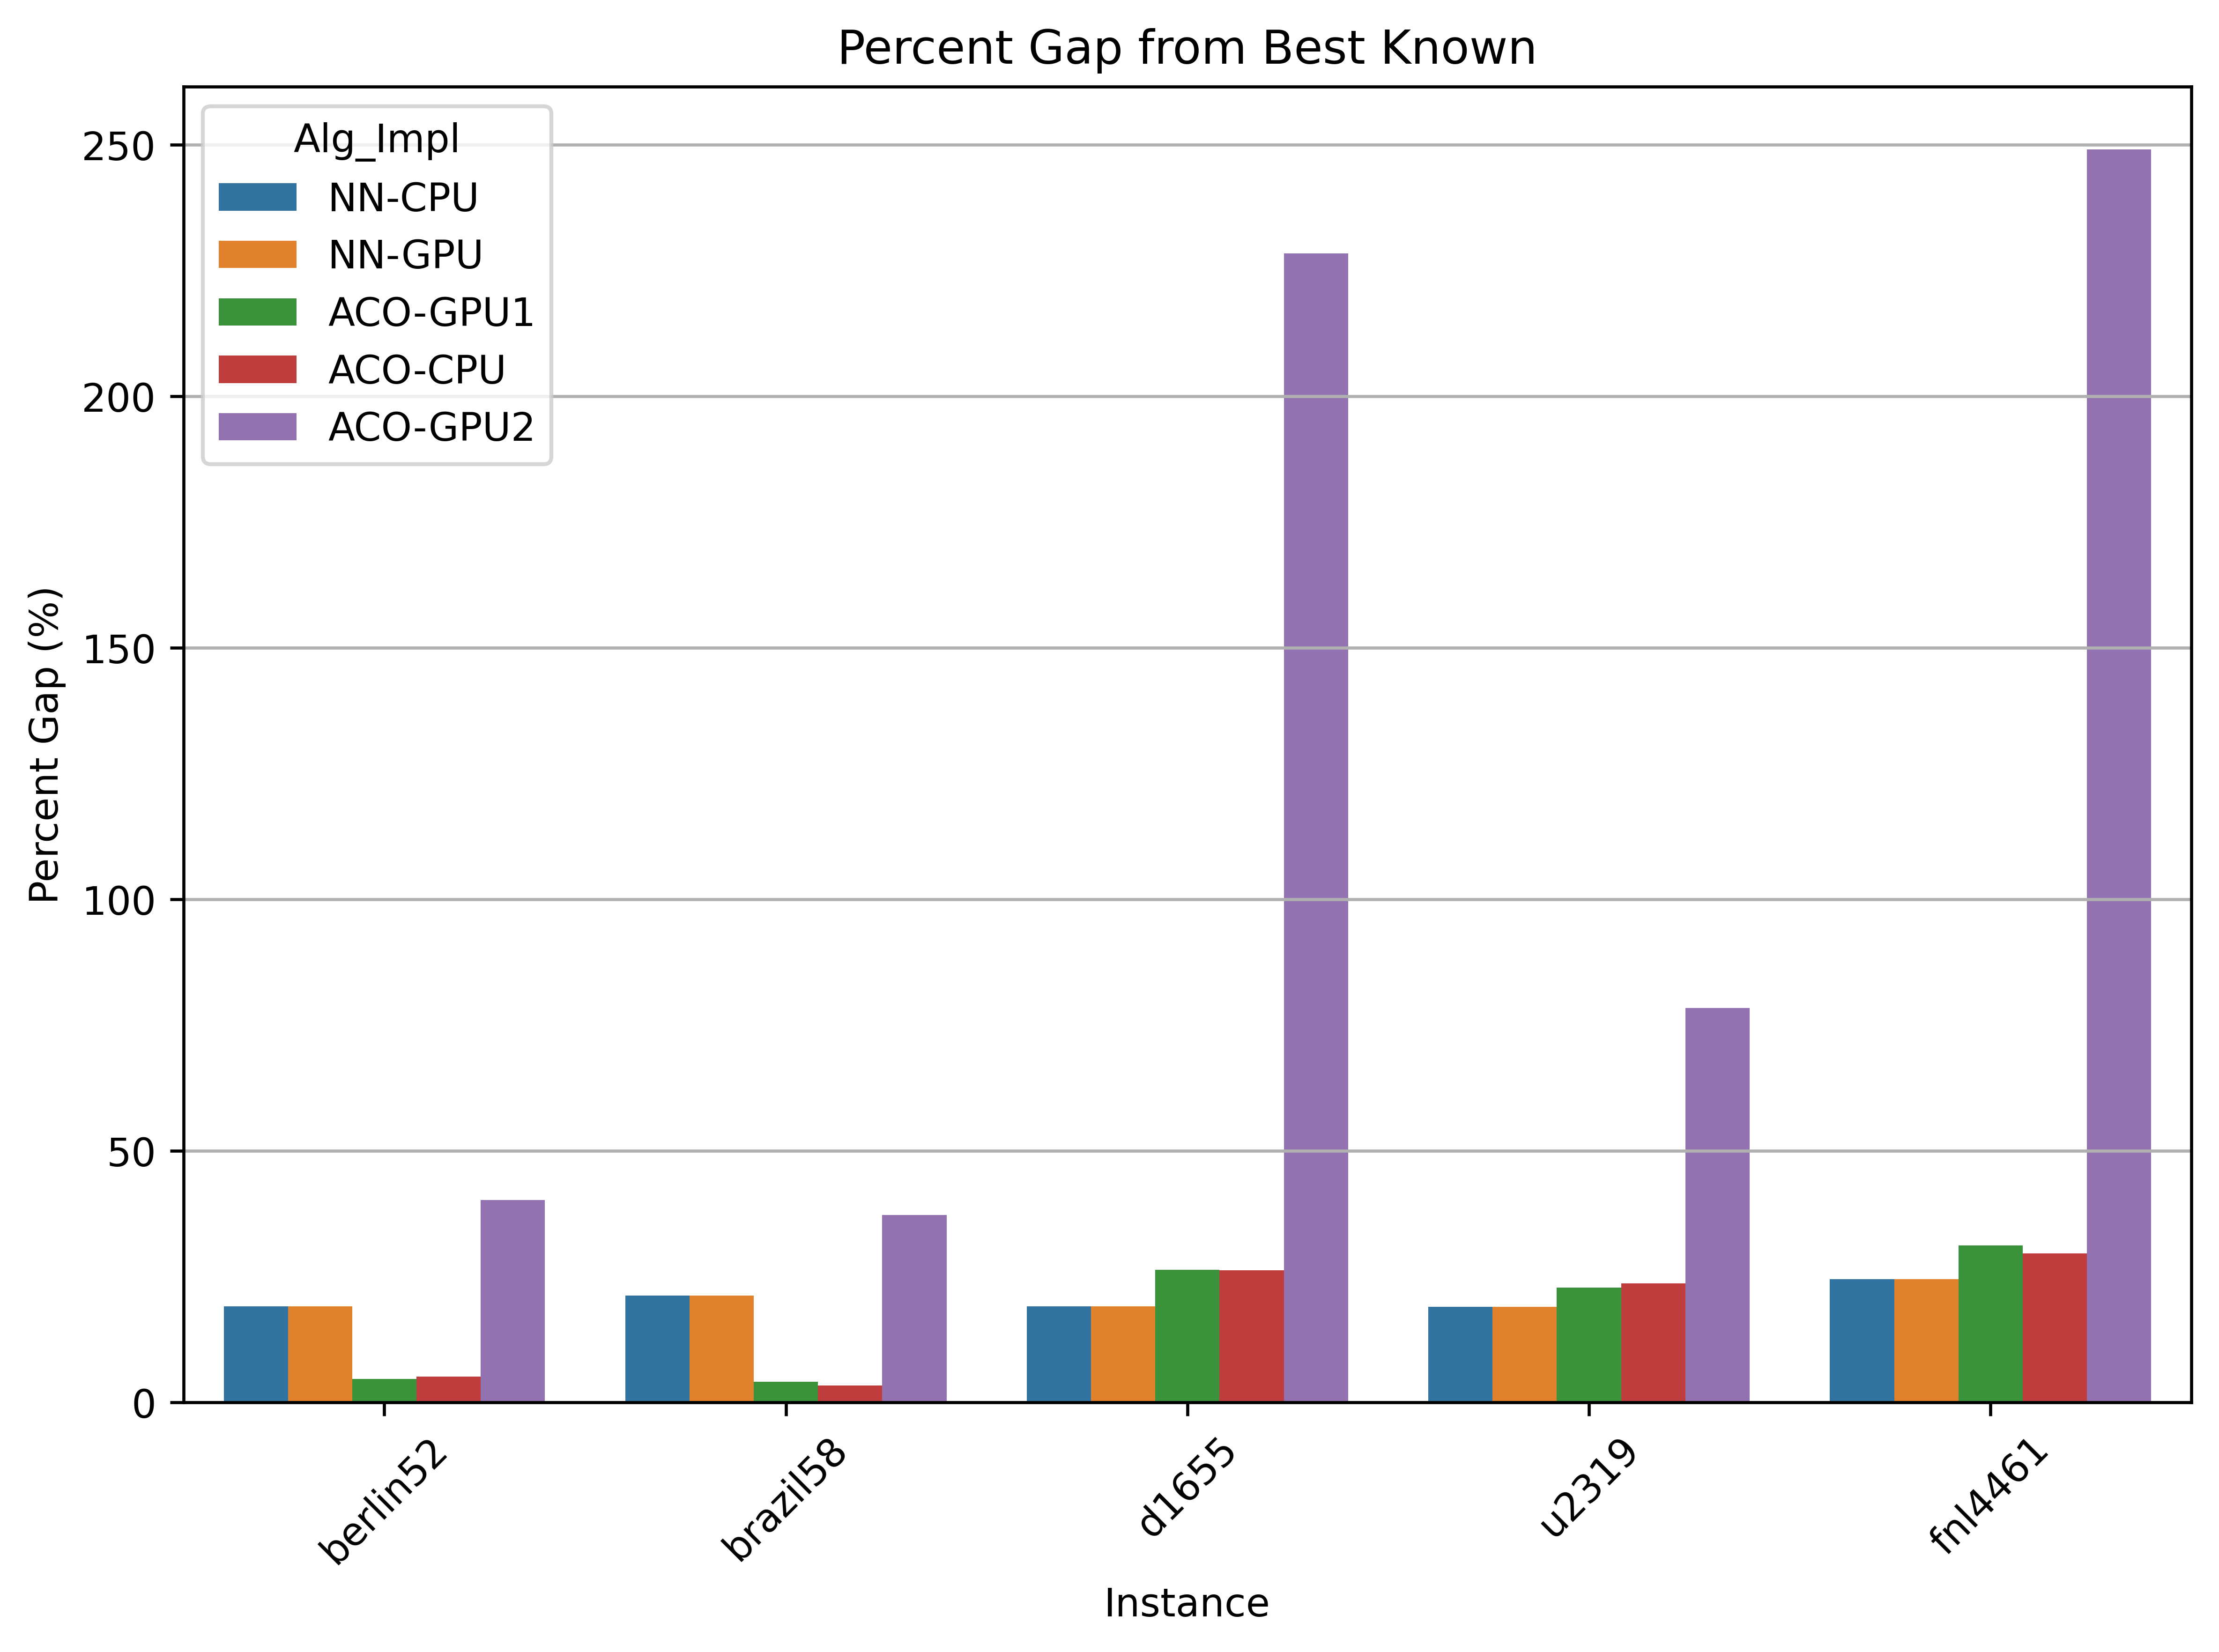 Percent Gap from Best Known
Alg_Impl
NN-CPU
NN-GPU
ACO-GPU1
ACO-CPU
ACO-GPU2
Percent Gap (%)
250
200
150
100
50
0
berlin52
brazil58
d1655
u2319
fnl4461
Instance